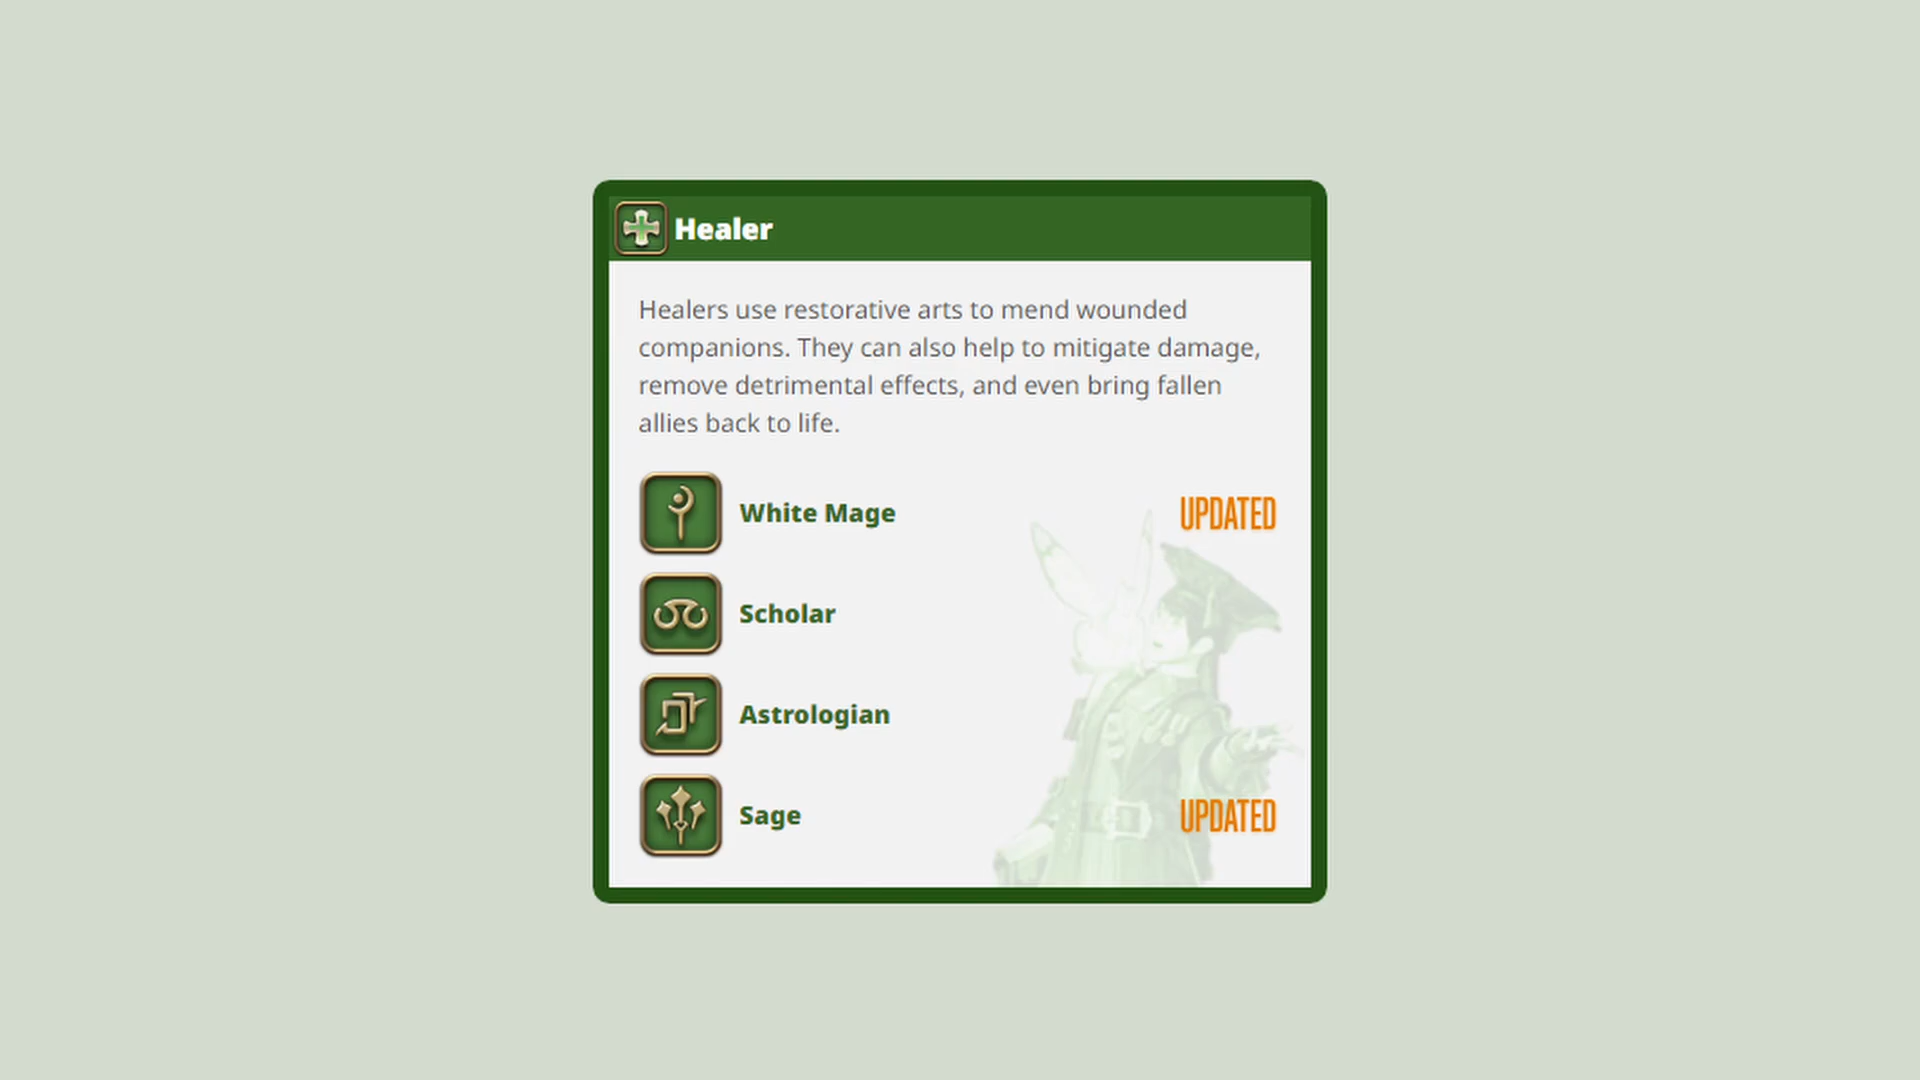 Healer
Healers use restorative arts to mend wounded
companions. They can also help to mitigate damage,
remove detrimental effects, and even bring fallen
allies back to life.
White Mage UPDATED
Scholar
Astrologian
Sage UPDATED